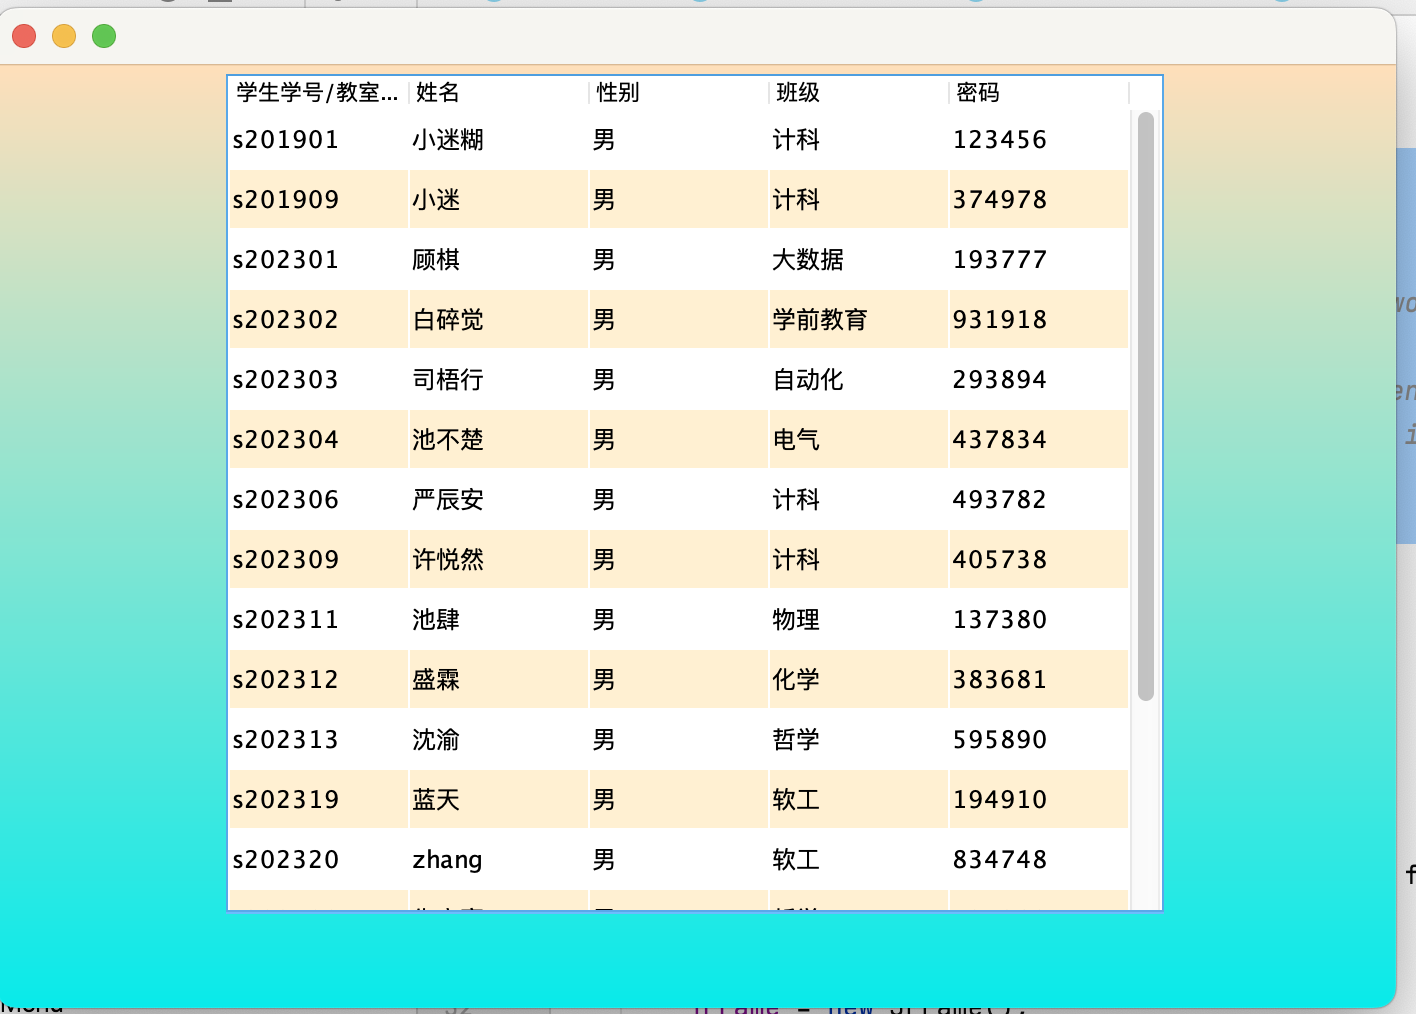 学生学号/教室... 姓名 性别 班级 密码
s201901 小迷糊 男 计科 123456
s201909 小迷 男 计科 374978
s202301 顾棋 男 大数据 193777
s202302 白碎觉 男 学前教育 931918
s202303 司梧行 男 自动化 293894
s202304 池不楚 男 电气 437834
s202306 严辰安 男 计科 493782
s202309 许悦然 男 计科 405738
s202311 池肆 男 物理 137380
s202312 盛霖 男 化学 383681
s202313 沈渝 男 哲学 595890
s202319 蓝天 男 软工 194910
s202320 zhang 男 软工 834748